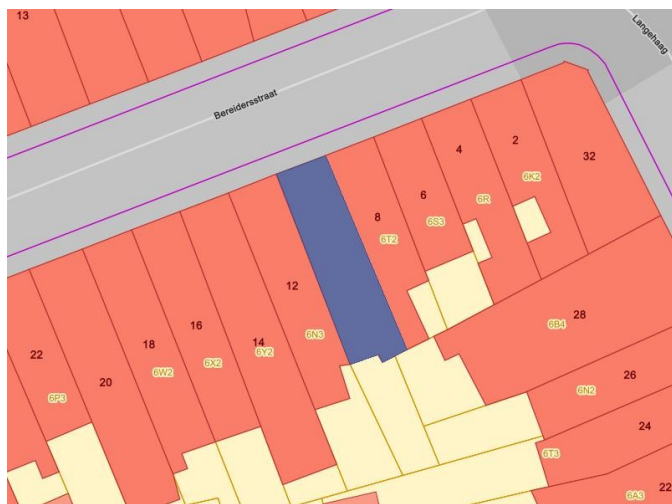 13
Langehaag
Bereidersstraat
4
2
32
6K2
6
6R
8
6S3
6T2
12
28
6B4
16
6N3
18
14
22
6Y2
6X2
6W2
26
20
6N2
6P3
24
6T3
22
6A3